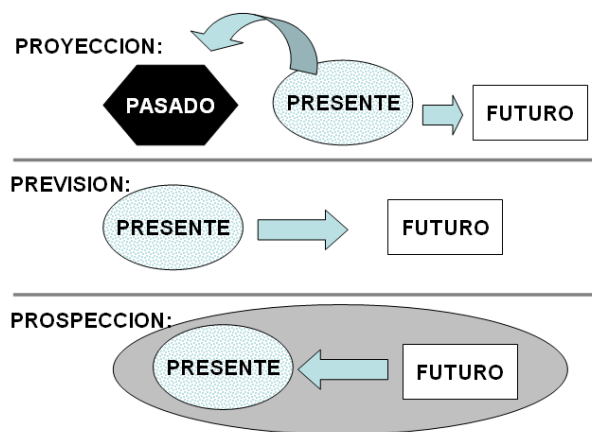 PROYECCION:
PASADO
PRESENTE
FUTURO
PREVISION:
PRESENTE
FUTURO
PROSPECCION:
PRESENTE
FUTURO